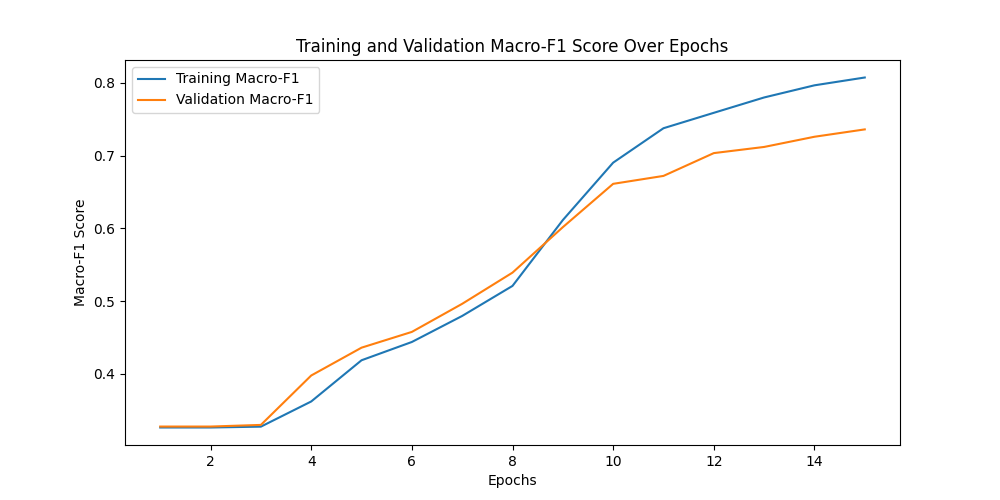 Training and Validation Macro-F1 Score Over Epochs
Training Macro-F1
Validation Macro-F1
Macro-F1 Score
0.8
0.7
0.6
0.5
0.4
2 4 6 8 10 12 14
Epochs